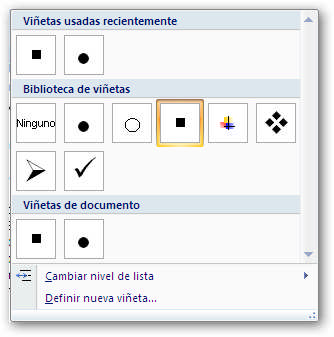 Viñetas usadas recientemente
Biblioteca de viñetas
Ninguno
Viñetas de documento
Cambiar nivel de lista
Definir nueva viñeta...